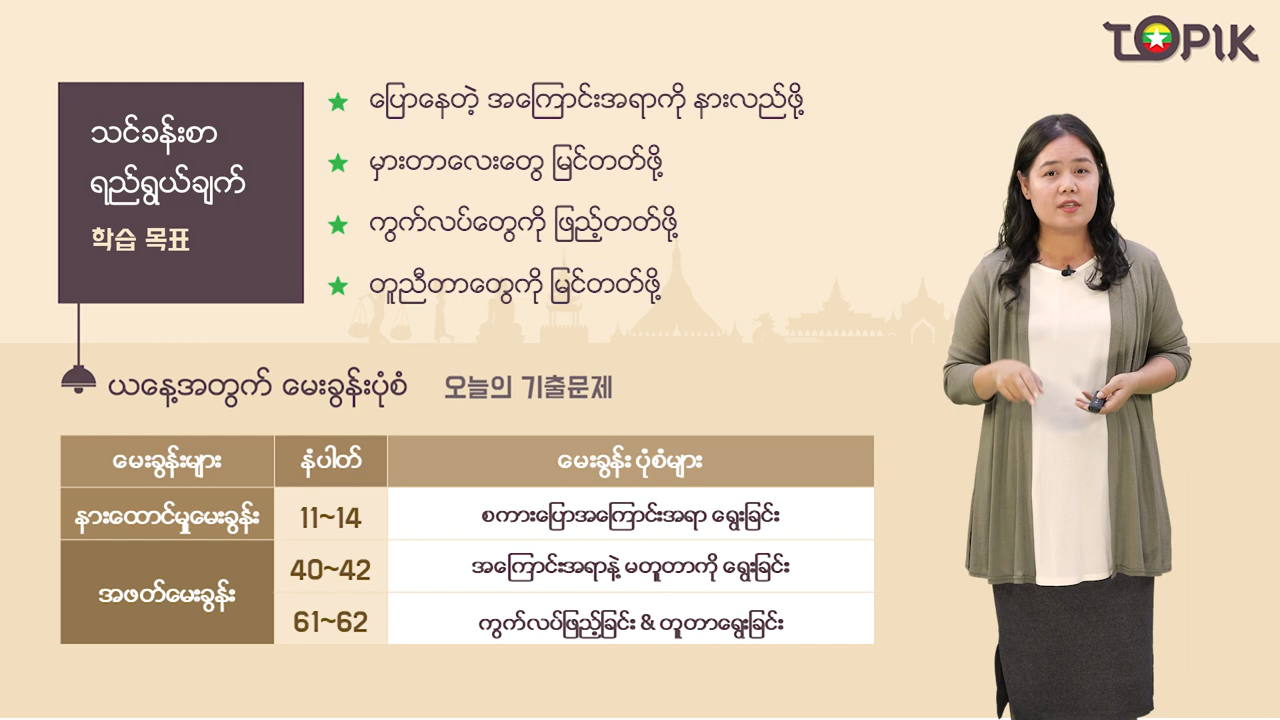 TOPIK
သင်ခန်းစာ
ရည်ရွယ်ချက်
학습 목표
ပြောနေတဲ့ အကြောင်းအရာကို နားလည်ဖို့
မှားတာလေးတွေ မြင်တတ်ဖို့
ကွက်လပ်တွေကို ဖြည့်တတ်ဖို့
တူညီတာတွေကို မြင်တတ်ဖို့
ယနေ့အတွက် မေးခွန်းပုံစံ 오늘의 기출문제
မေးခွန်းများ နံပါတ် မေးခွန်း ပုံစံများ
နားထောင်မှုမေးခွန်း 11~14 စကားပြောအကြောင်းအရာ ရွေးခြင်း
အဖတ်မေးခွန်း
40~42 အကြောင်းအရာနဲ့ မတူတာကို ရွေးခြင်း
61~62 ကွက်လပ်ဖြည့်ခြင်း & တူတာရွေးခြင်း